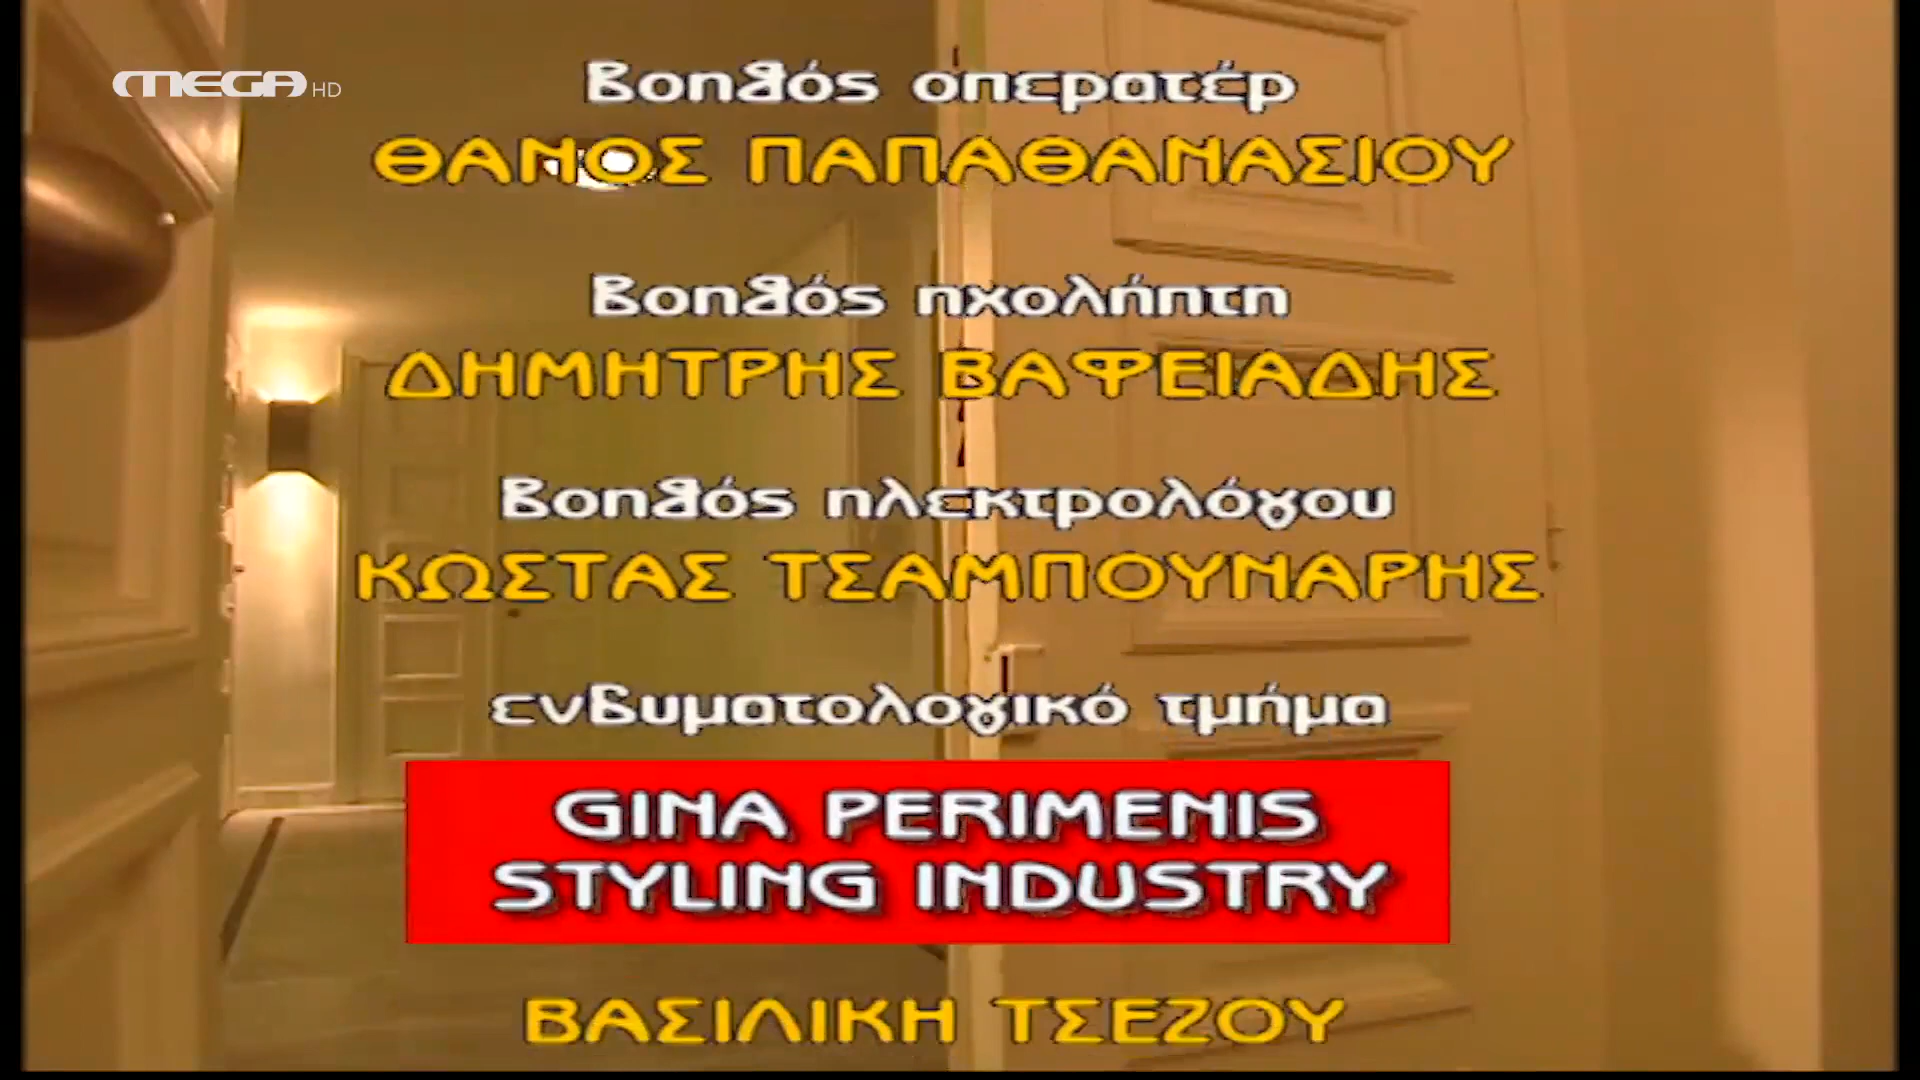 MEGA HD
Βοηθός οπερατέρ
ΘΑΝΟΣ ΠΑΠΑΘΑΝΑΣΙΟΥ
Βοηθός ηχολήπτη
ΔΗΜΗΤΡΗΣ ΒΑΦΕΙΑΔΗΣ
Βοηθός ηλεκτρολόγου
ΚΩΣΤΑΣ ΤΣΑΜΠΟΥΝΑΡΗΣ
ενδυματολογικό τμήμα
GINA PERIMENIS
STYLING INDUSTRY
ΒΑΣΙΛΙΚΗ ΤΣΕΖΟΥ